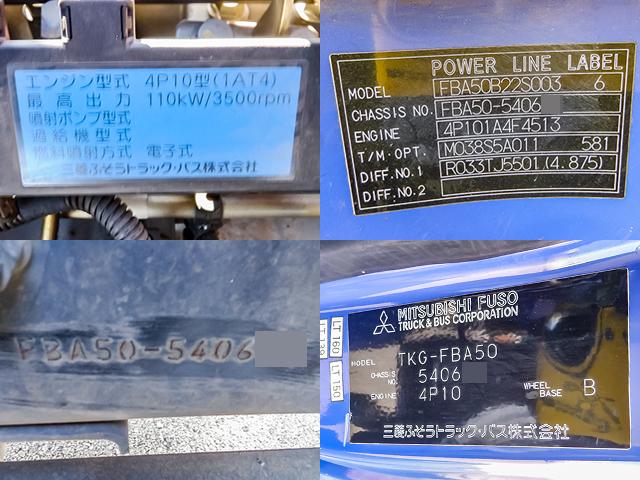 エンジン型式 4P10型(1AT4)
最高出力 110kW/3500rpm
噴射ポンプ型式
過給機型式
燃料噴射方式 電子式
三菱ふそうトラック・バス株式会社
POWER LINE LABEL
MODEL FBA50B22S003 6
CHASSIS NO. FBA50-5406
ENGINE 4P101A4F4513
T/M.OPT. M038S5A011 581
DIFF.NO.1 R033TJ5501(4.875)
DIFF.NO.2
FBA50-5406
LT160
LT130
LT150
MITSUBISHI FUSO
TRUCK & BUS CORPORATION
MODEL TKG-FBA50
CHASSIS NO. 5406
ENGINE 4P10
WHEEL BASE B
三菱ふそうトラック・バス株式会社